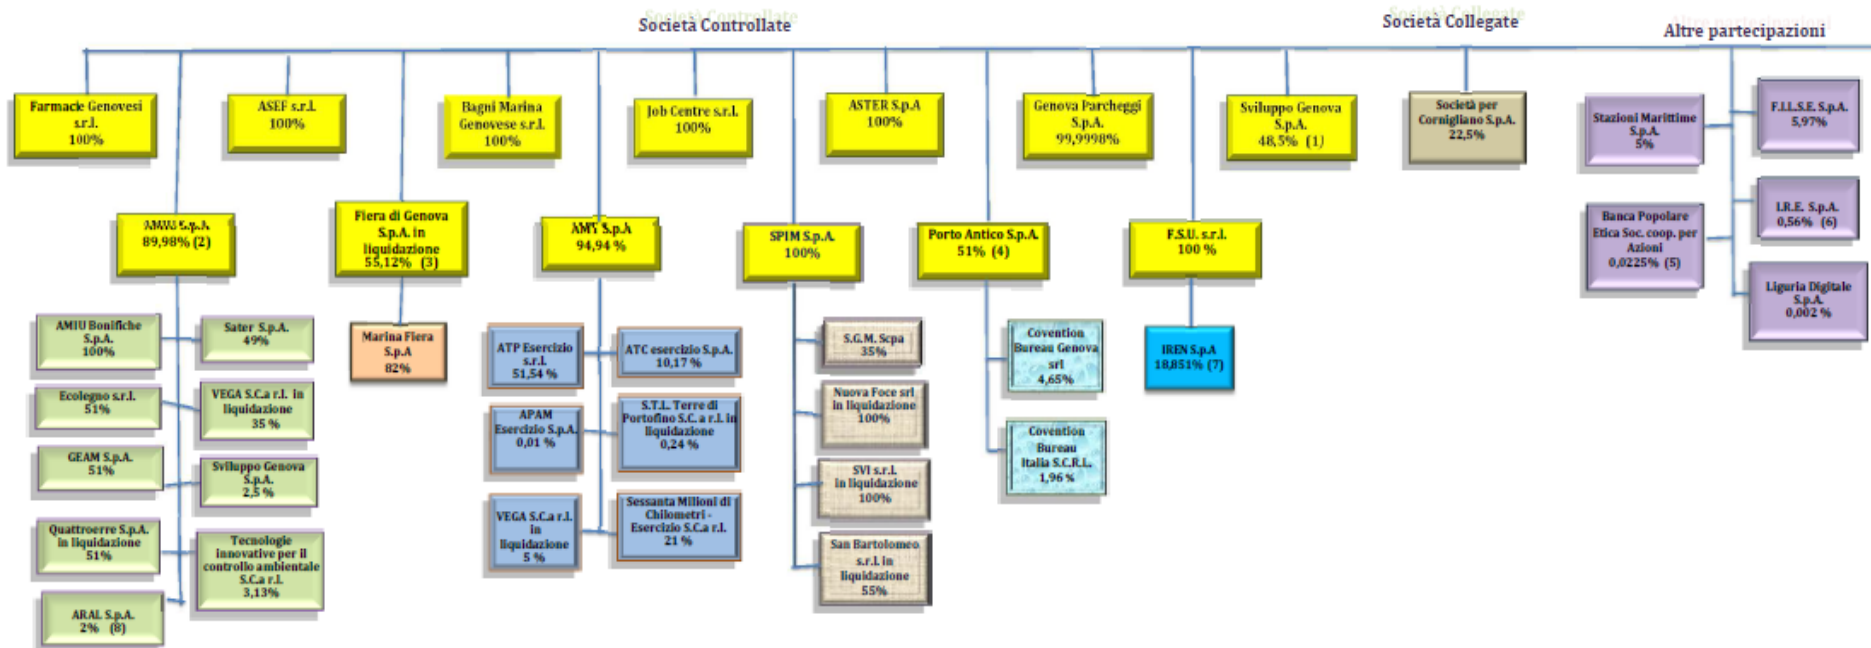 Società Controllate
Società Collegate
Altre partecipazioni
Farmacie Genovesi
s.r.l.
100%
ASEF s.r.l.
100%
Bagni Marina
Genovese s.r.l.
100%
Job Centre s.r.l.
100%
ASTER S.p.A
100%
Genova Parcheggi
S.p.A.
99,9998%
Sviluppo Genova
S.p.A.
48,5% (1)
Società per
Cornigliano S.p.A.
22,5%
Stazioni Marittime
S.p.A.
5%
F.I.L.S.E. S.p.A.
5,97%
AMIU S.p.A
89,98% (2)
Fiera di Genova
S.p.A. in
liquidazione
55,12% (3)
AMT S.p.A
94,94 %
SPIM S.p.A.
100%
Porto Antico S.p.A.
51% (4)
F.S.U. s.r.l.
100 %
Banca Popolare
Etica Soc. coop. per
Azioni
0,0225% (5)
I.R.E. S.p.A.
0,56% (6)
Liguria Digitale
S.p.A.
0,002 %
AMIU Bonifiche
S.p.A.
100%
Sater S.p.A.
49%
Ecolegno s.r.l.
51%
VEGA S.C.a r.l. in
liquidazione
35 %
GEAM S.p.A.
51%
Sviluppo Genova
S.p.A.
2,5 %
Quattroerre S.p.A.
in liquidazione
51%
Tecnologie
innovative per il
controllo ambientale
S.C.a r.l.
3,13%
ARAL S.p.A.
2% (8)
Marina Fiera
S.p.A
82%
ATP Esercizio
s.r.l.
51,54 %
ATC esercizio S.p.A.
10,17 %
APAM
Esercizio S.p.A.
0,01 %
S.T.L. Terre di
Portofino S.C. a r.l. in
liquidazione
0,24 %
VEGA S.C.a r.l.
in
liquidazione
5 %
Sessanta Milioni di
Chilometri -
Esercizio S.C.a r.l.
21 %
S.G.M. Scpa
35%
Nuova Foce srl
in liquidazione
100%
SVI s.r.l.
in liquidazione
100%
San Bartolomeo
s.r.l. in
liquidazione
55%
Covention
Bureau Genova
srl
4,65%
Covention
Bureau
Italia S.C.R.L.
1,96 %
IREN S.p.A
18,851% (7)